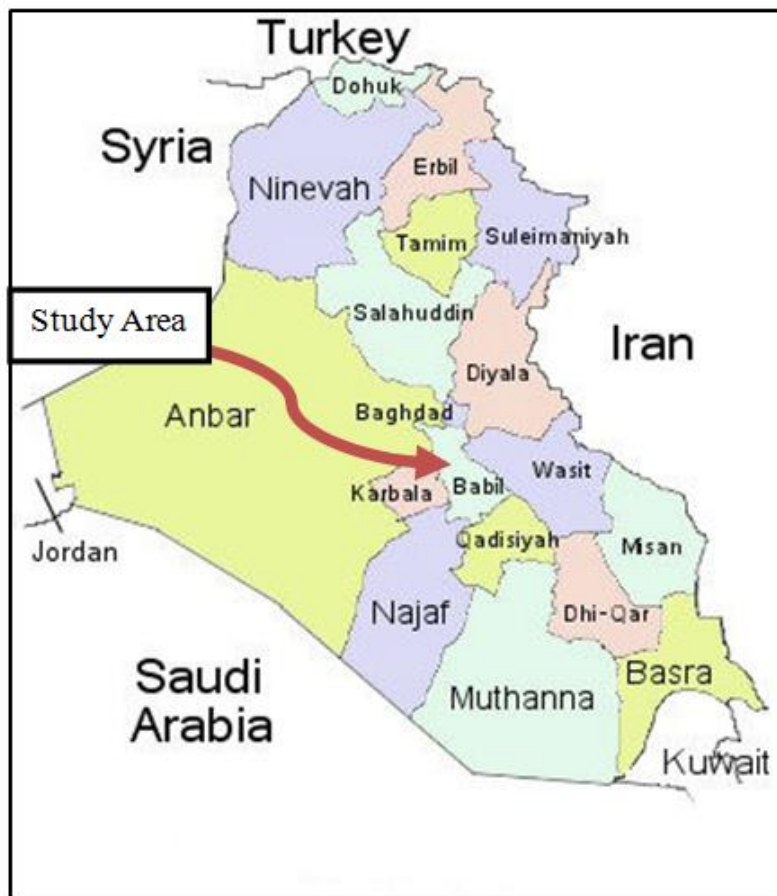 Turkey
Dohuk
Syria
Erbil
Ninevah
Tamim
Suleimaniyah
Study Area
Salahuddin
Iran
Diyala
Anbar
Baghdad
Wasit
Karbala
Babil
Qadisiyah
Misan
Jordan
Najaf
Dhi-Qar
Saudi
Arabia
Basra
Muthanna
Kuwait